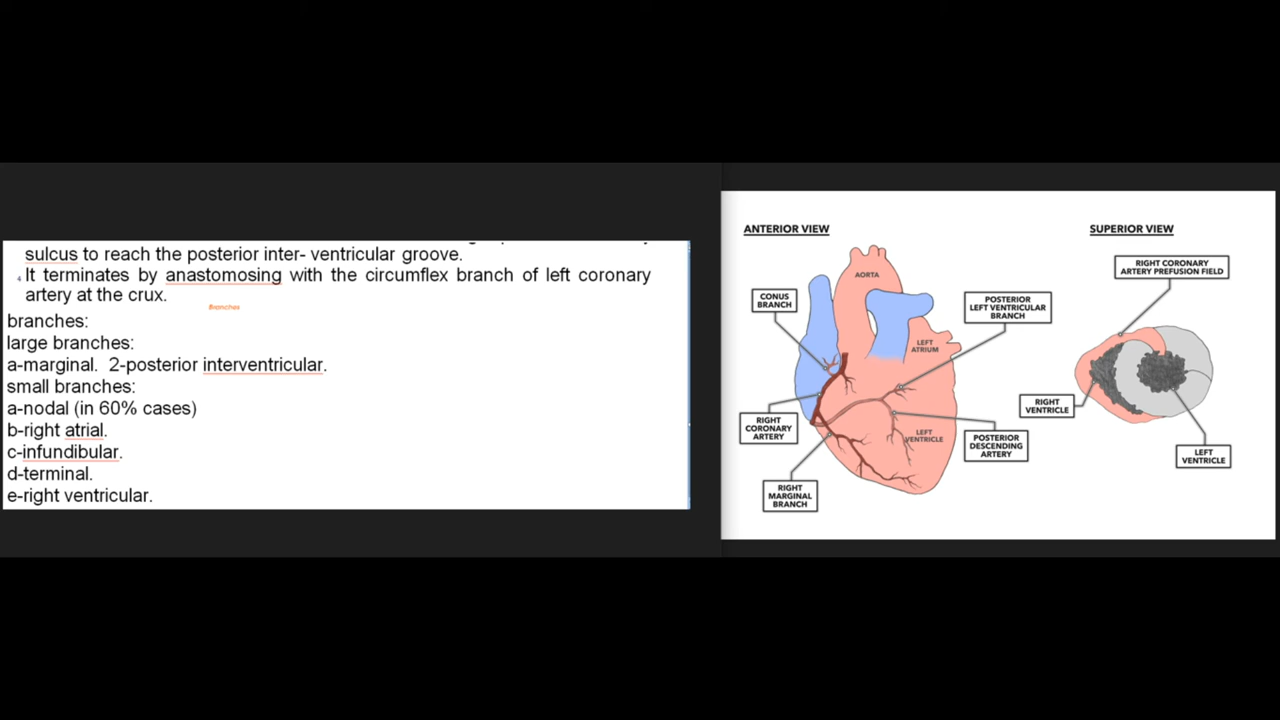 sulcus to reach the posterior inter- ventricular groove.
It terminates by anastomosing with the circumflex branch of left coronary
artery at the crux.
Branches
branches:
large branches:
a-marginal. 2-posterior interventricular.
small branches:
a-nodal (in 60% cases)
b-right atrial.
c-infundibular.
d-terminal.
e-right ventricular.
ANTERIOR VIEW
AORTA
CONUS
BRANCH
POSTERIOR
LEFT VENTRICULAR
BRANCH
LEFT
ATRIUM
RIGHT
CORONARY
ARTERY
LEFT
VENTRICLE
POSTERIOR
DESCENDING
ARTERY
RIGHT
MARGINAL
BRANCH
SUPERIOR VIEW
RIGHT CORONARY
ARTERY PREFUSION FIELD
RIGHT
VENTRICLE
LEFT
VENTRICLE